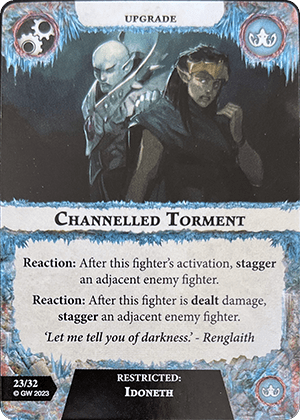 UPGRADE
CHANNELLED TORMENT
Reaction: After this fighter's activation, stagger
an adjacent enemy fighter.
Reaction: After this fighter is dealt damage,
stagger an adjacent enemy fighter.
'Let me tell you of darkness.' - Renglaith
23/32
© GW 2023
RESTRICTED:
IDONETH